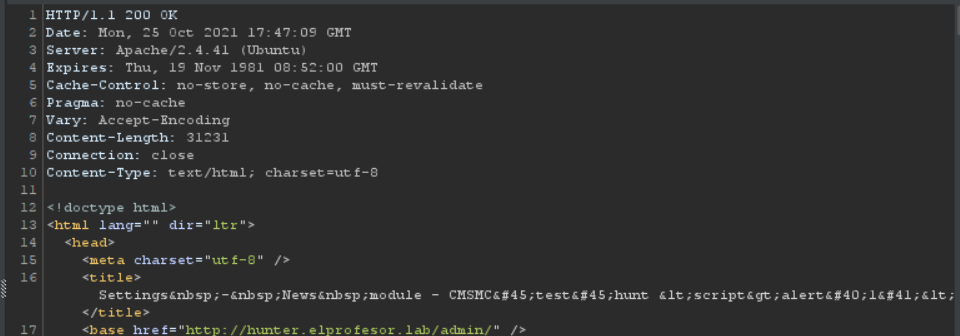 1 HTTP/1.1 200 OK
2 Date: Mon, 25 Oct 2021 17:47:09 GMT
3 Server: Apache/2.4.41 (Ubuntu)
4 Expires: Thu, 19 Nov 1981 08:52:00 GMT
5 Cache-Control: no-store, no-cache, must-revalidate
6 Pragma: no-cache
7 Vary: Accept-Encoding
8 Content-Length: 31231
9 Connection: close
10 Content-Type: text/html; charset=utf-8
11
12 <!doctype html>
13 <html lang="" dir="ltr">
14 <head>
15 <meta charset="utf-8" />
16 <title>
Settings&nbsp;-&nbsp;News&nbsp;module - CMSMC&#45;test&#45;hunt &lt;script&gt;alert&#40;1&#41;&lt;
</title>
17 <base href="http://hunter.elprofesor.lab/admin/" />